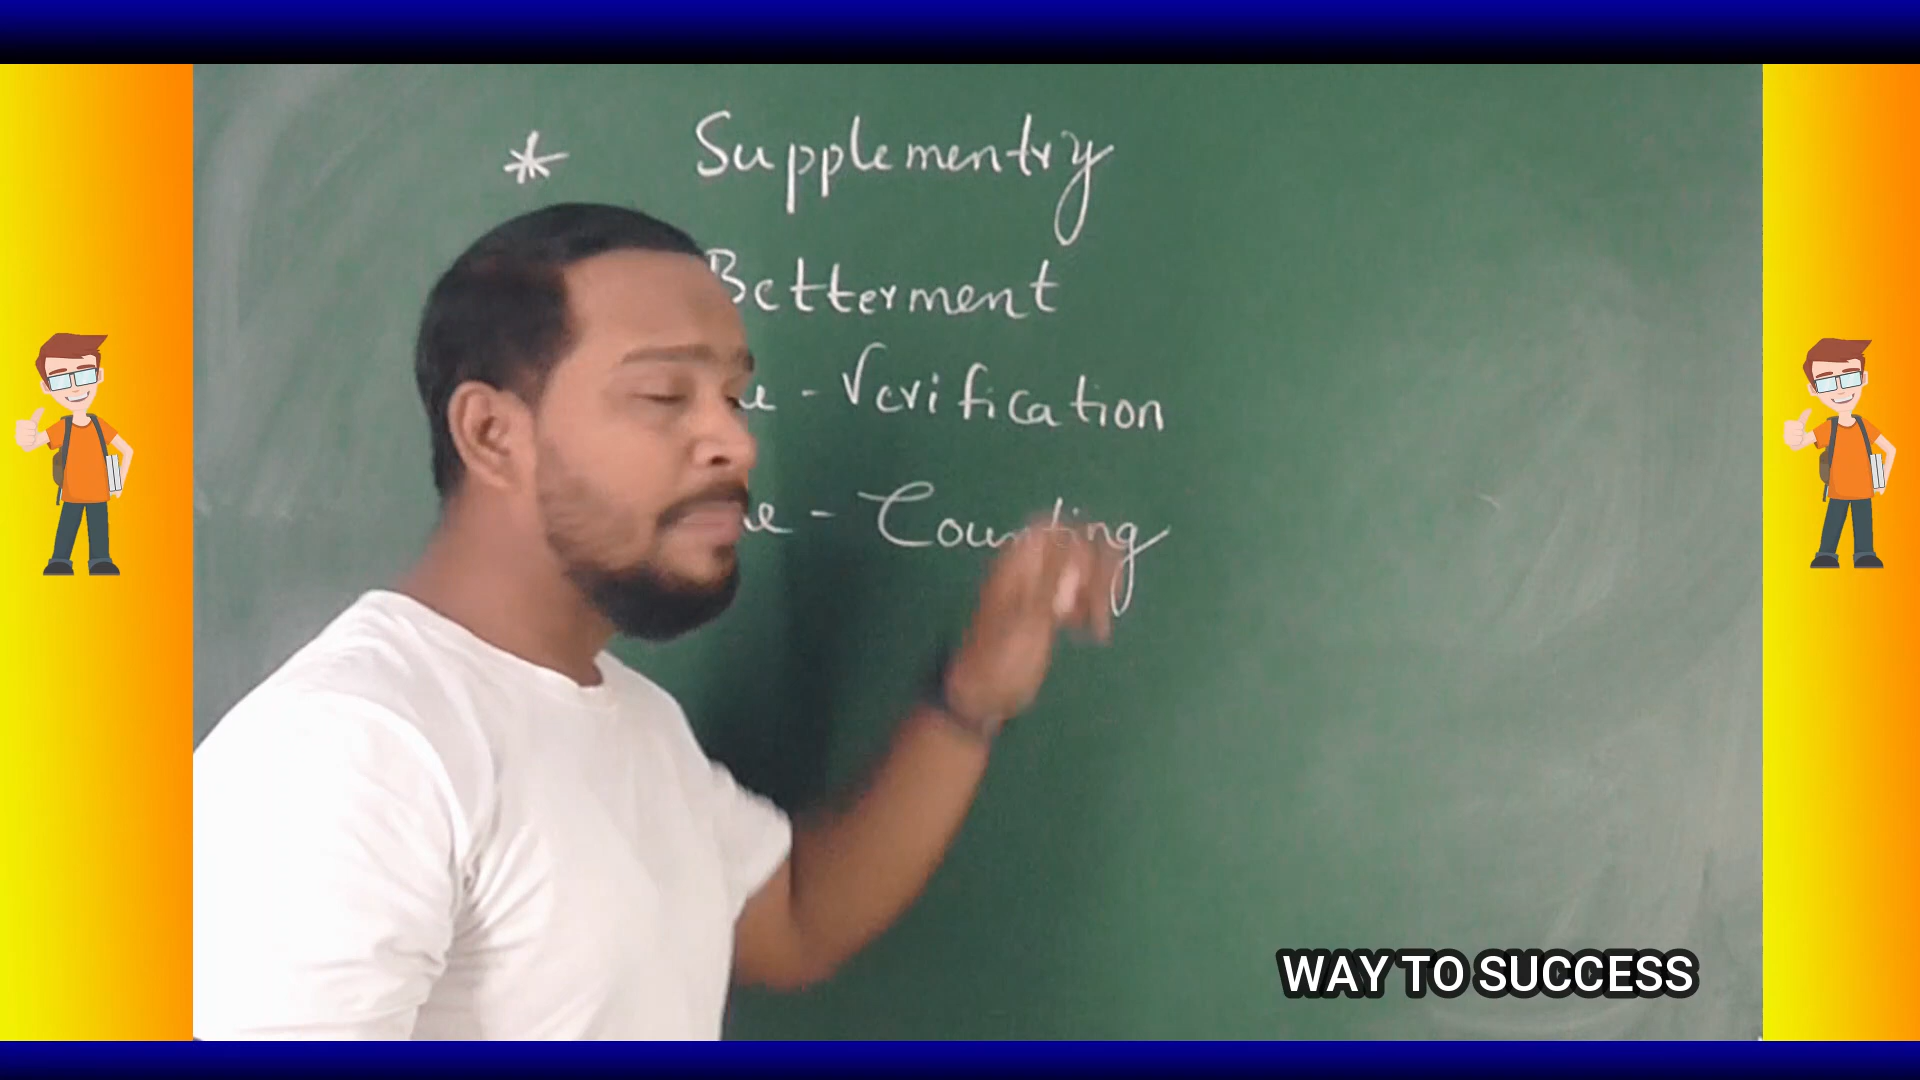 * Supplementry
Betterment
- Verification
- Counting
WAY TO SUCCESS